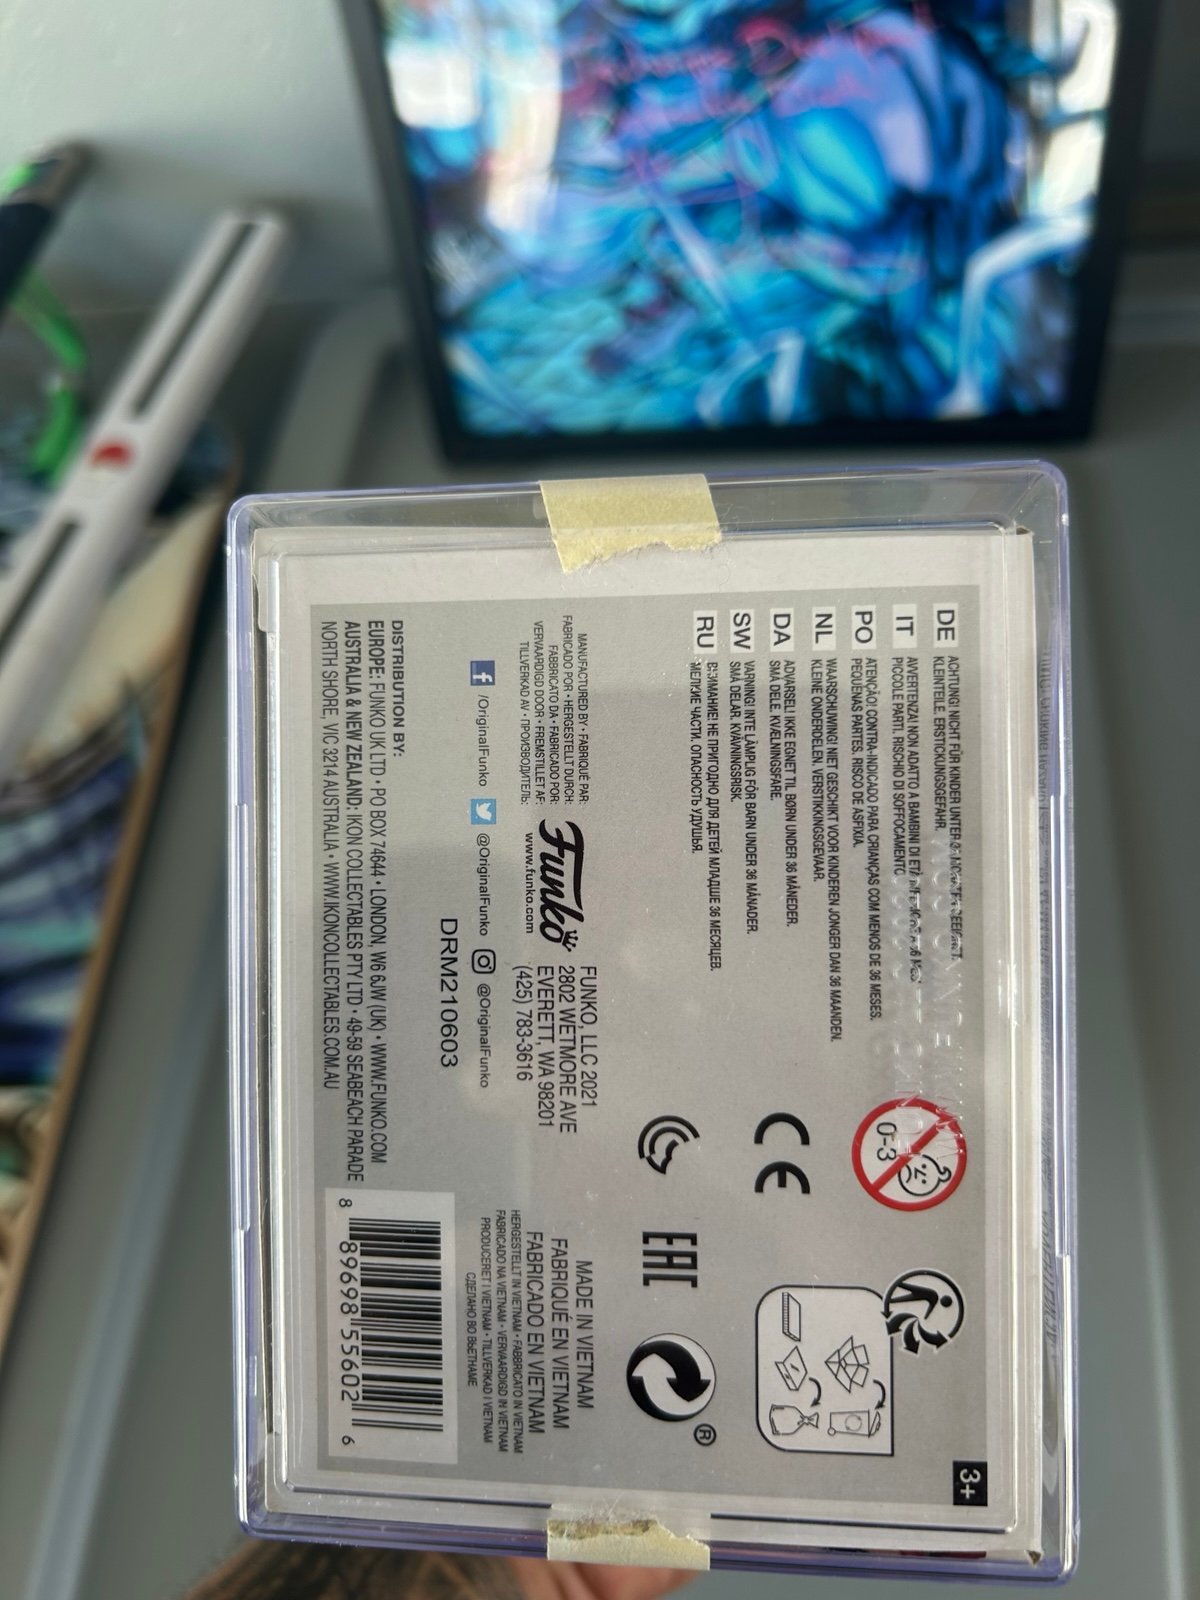 3+
DE ACHTUNG! NICHT FÜR KINDER UNTER 36 MONATEN GEEIGNET.
KLEINTEILE. ERSTICKUNGSGEFAHR.
IT AVVERTENZA! NON ADATTO A BAMBINI DI ETÀ
PICCOLE PARTI. RISCHIO DI SOFFOCAMENTO
PO ATENÇÃO! CONTRA-INDICADO PARA CRIANÇAS COM MENOS DE 36 MESES.
PEQUENAS PARTES. RISCO DE ASFIXIA.
NL WAARSCHUWING! NIET GESCHIKT VOOR KINDEREN JONGER DAN 36 MAANDEN.
KLEINE ONDERDELEN. VERSTIKKINGSGEVAAR.
DA ADVARSEL! IKKE EGNET TIL BØRN UNDER 36 MÅNEDER.
SMÅ DELE. KVÆLNINGSFARE.
SW VARNING! INTE LÄMPLIG FÖR BARN UNDER 36 MÅNADER.
SMÅ DELAR. KVÄVNINGSRISK.
RU ВНИМАНИЕ! НЕ ПРИГОДНО ДЛЯ ДЕТЕЙ МЛАДШЕ 36 МЕСЯЦЕВ.
МЕЛКИЕ ЧАСТИ. ОПАСНОСТЬ УДУШЬЯ.
0-3
CE
EAC
®
MANUFACTURED BY • FABRIQUÉ PAR:
FABRICADO POR • HERGESTELLT DURCH:
FABBRICATO DA • FABRICADO POR:
VERVAARDIGD DOOR • FREMSTILLET AF:
TILLVERKAD AV • ПРОИЗВОДИТЕЛЬ:
Funko
www.funko.com
FUNKO, LLC 2021
2802 WETMORE AVE
EVERETT, WA 98201
(425) 783-3616
MADE IN VIETNAM
FABRIQUÉ EN VIETNAM
FABRICADO EN VIETNAM
HERGESTELLT IN VIETNAM • FABBRICATO IN VIETNAM
FABRICADO NA VIETNAM • VERVAARDIGD IN VIETNAM
PRODUCERET I VIETNAM • TILLVERKAD I VIETNAM
СДЕЛАНО ВО ВЬЕТНАМЕ
/OriginalFunko @OriginalFunko @OriginalFunko
DRM210603
DISTRIBUTION BY:
EUROPE: FUNKO UK LTD • PO BOX 74644 • LONDON, W6 6JW (UK) • WWW.FUNKO.COM
AUSTRALIA & NEW ZEALAND: IKON COLLECTABLES PTY LTD • 49-59 SEABEACH PARADE
NORTH SHORE, VIC 3214 AUSTRALIA • WWW.IKONCOLLECTABLES.COM.AU
8 89698 55602 6